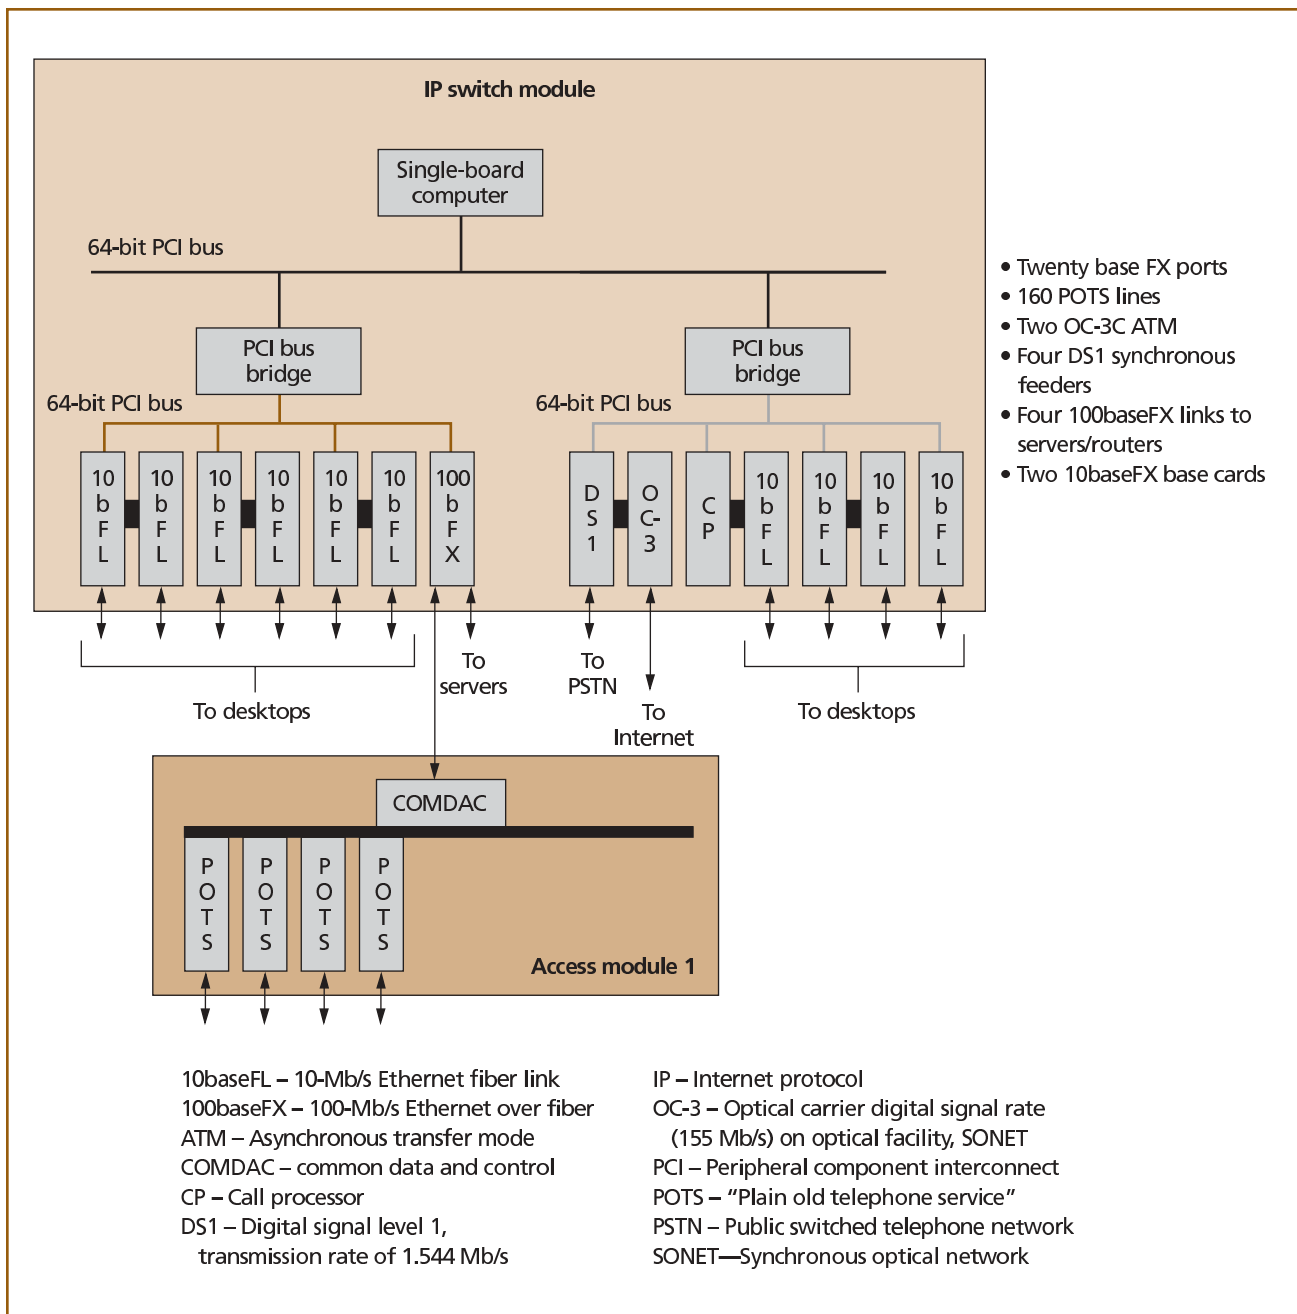 IP switch module
Single-board
computer
64-bit PCI bus
PCI bus
bridge
PCI bus
bridge
64-bit PCI bus
64-bit PCI bus
10
b
F
L
10
b
F
L
10
b
F
L
10
b
F
L
10
b
F
L
10
b
F
L
100
b
F
X
D
S
1
O
C-
3
C
P
10
b
F
L
10
b
F
L
10
b
F
L
10
b
F
L
• Twenty base FX ports
• 160 POTS lines
• Two OC-3C ATM
• Four DS1 synchronous
feeders
• Four 100baseFX links to
servers/routers
• Two 10baseFX base cards
To desktops
To
servers
To
PSTN
To
Internet
To desktops
COMDAC
P
O
T
S
P
O
T
S
P
O
T
S
P
O
T
S
Access module 1
10baseFL – 10-Mb/s Ethernet fiber link
100baseFX – 100-Mb/s Ethernet over fiber
ATM – Asynchronous transfer mode
COMDAC – common data and control
CP – Call processor
DS1 – Digital signal level 1,
transmission rate of 1.544 Mb/s
IP – Internet protocol
OC-3 – Optical carrier digital signal rate
(155 Mb/s) on optical facility, SONET
PCI – Peripheral component interconnect
POTS – “Plain old telephone service”
PSTN – Public switched telephone network
SONET—Synchronous optical network